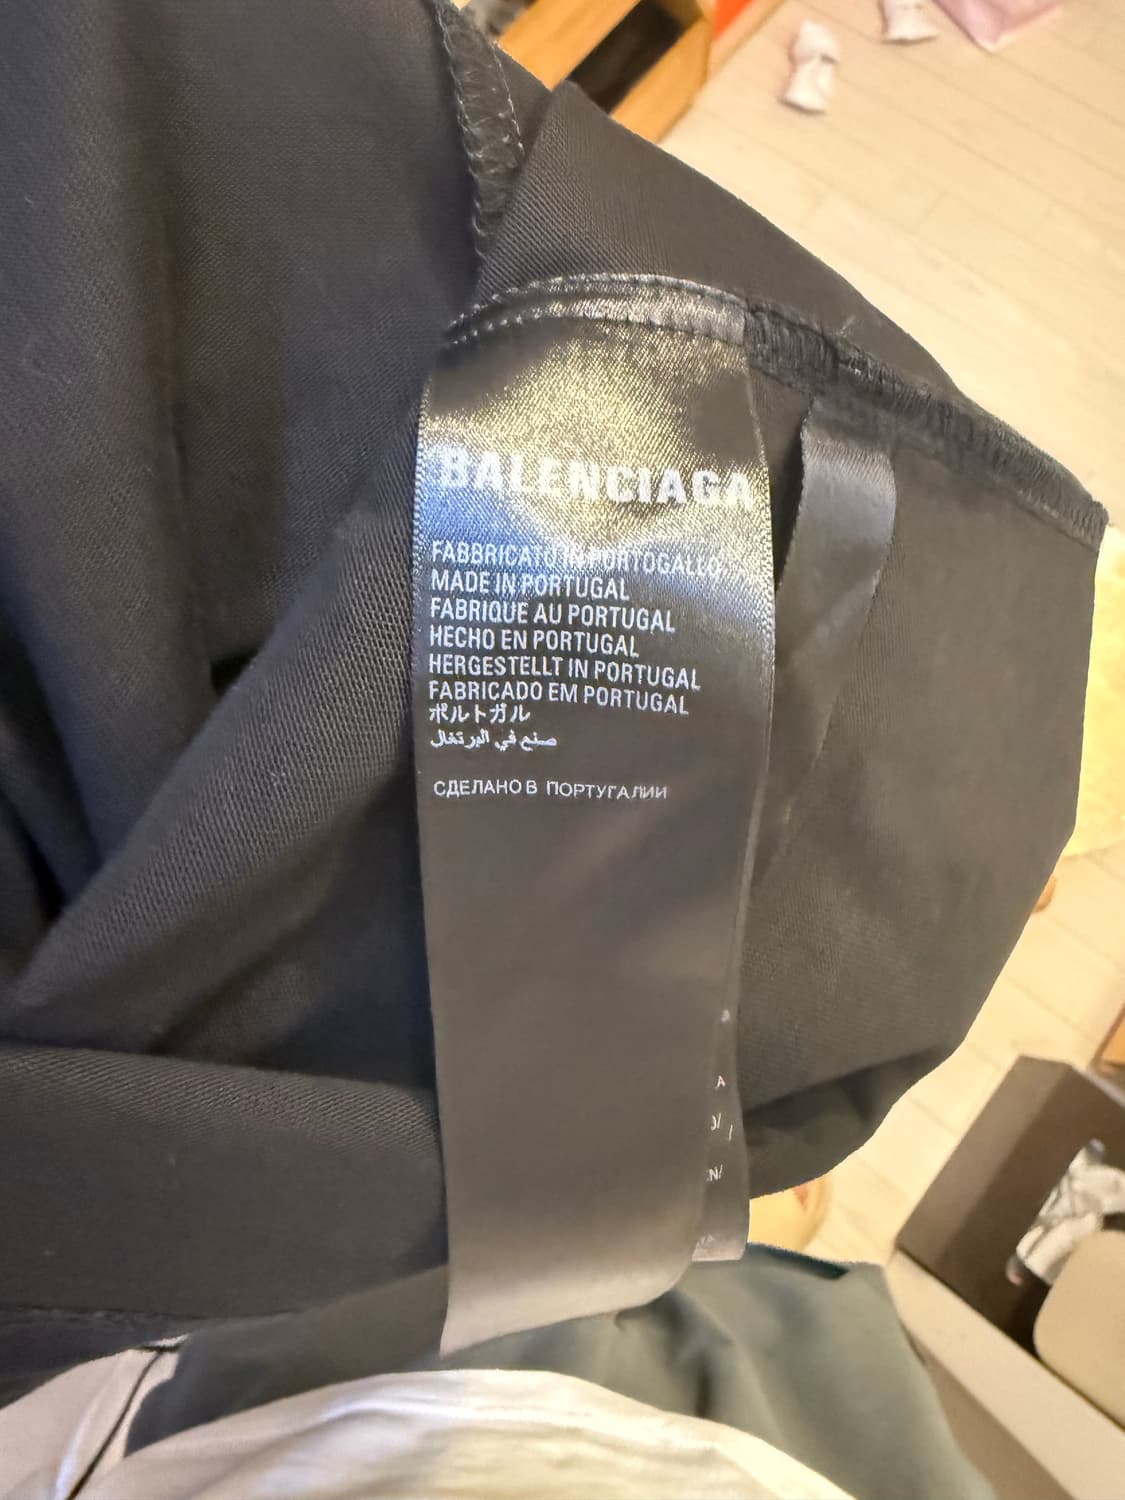 BALENCIAGA
FABBRICATO IN PORTOGALLO
MADE IN PORTUGAL
FABRIQUE AU PORTUGAL
HECHO EN PORTUGAL
HERGESTELLT IN PORTUGAL
FABRICADO EM PORTUGAL
ポルトガル
صنع في البرتغال
СДЕЛАНО В ПОРТУГАЛИИ